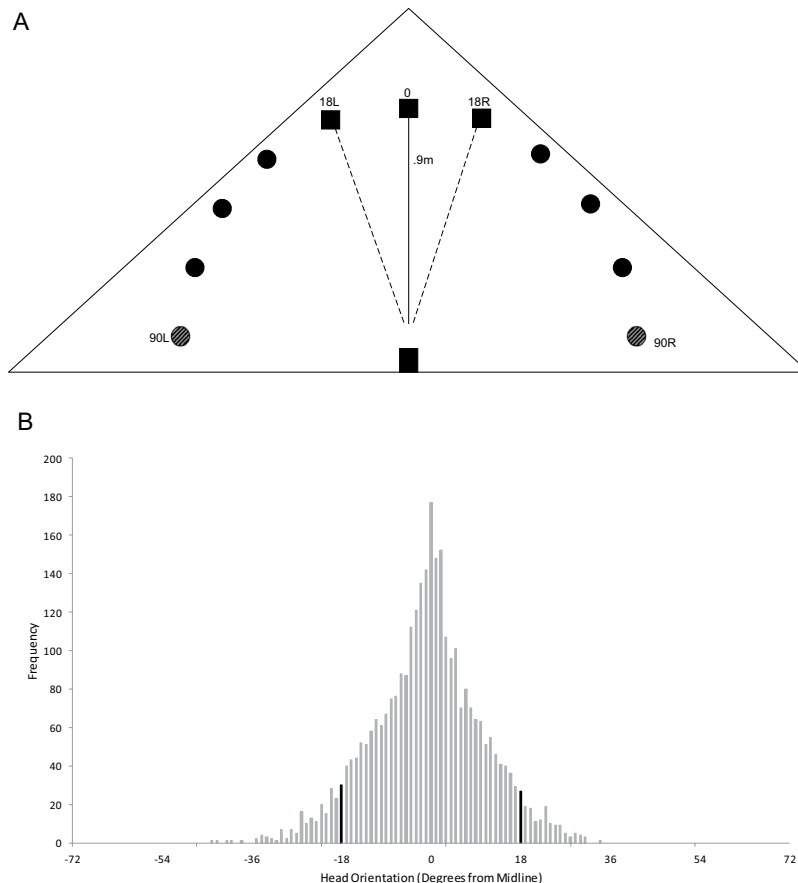 A
0
18L
18R
.9m
90L
90R
B
200
180
160
140
120
100
80
60
40
20
0
Frequency
-72 -54 -36 -18 0 18 36 54 72
Head Orientation (Degrees from Midline)